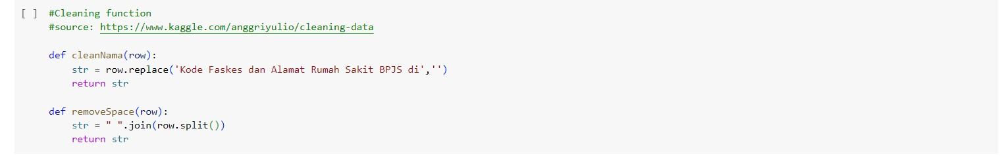 [ ] #Cleaning function
#source: https://www.kaggle.com/anggriyulio/cleaning-data
def cleanNama(row):
    str = row.replace('Kode Faskes dan Alamat Rumah Sakit BPJS di','')
    return str
def removeSpace(row):
    str = " ".join(row.split())
    return str